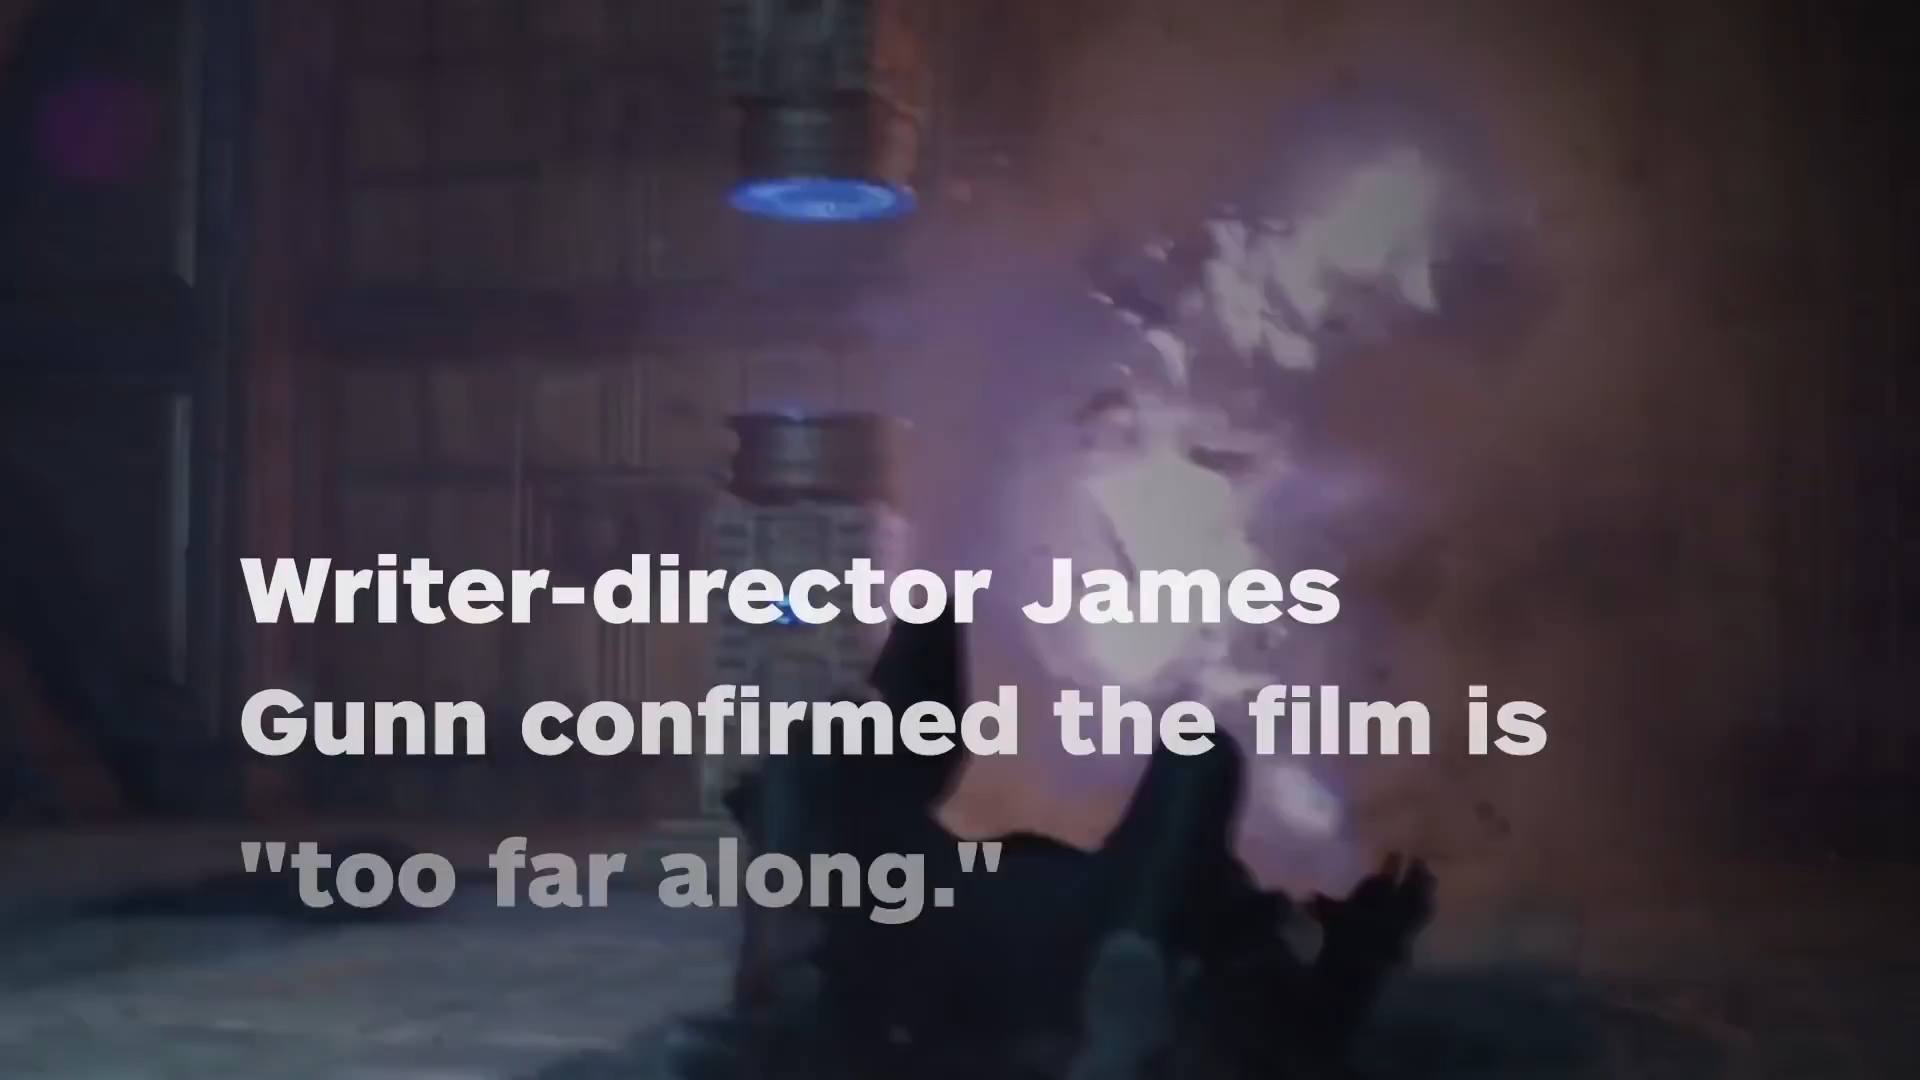 Writer-director James
Gunn confirmed the film is
"too far along."